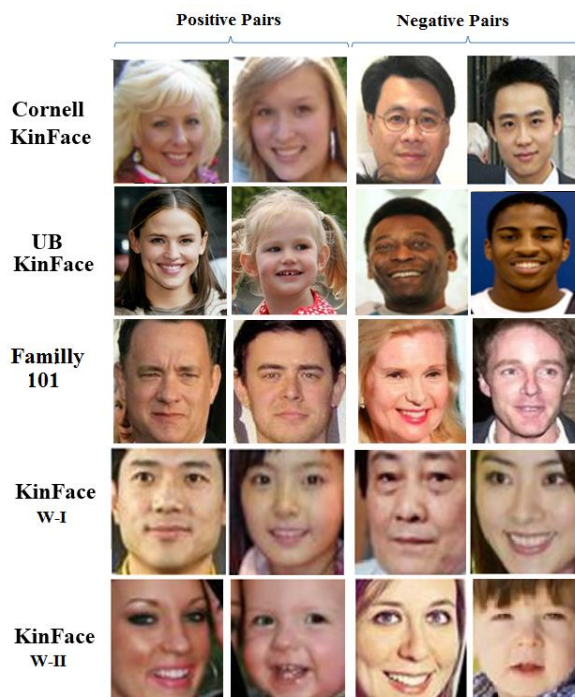 Positive Pairs Negative Pairs
Cornell
KinFace
UB
KinFace
Familly
101
KinFace
W-I
KinFace
W-II